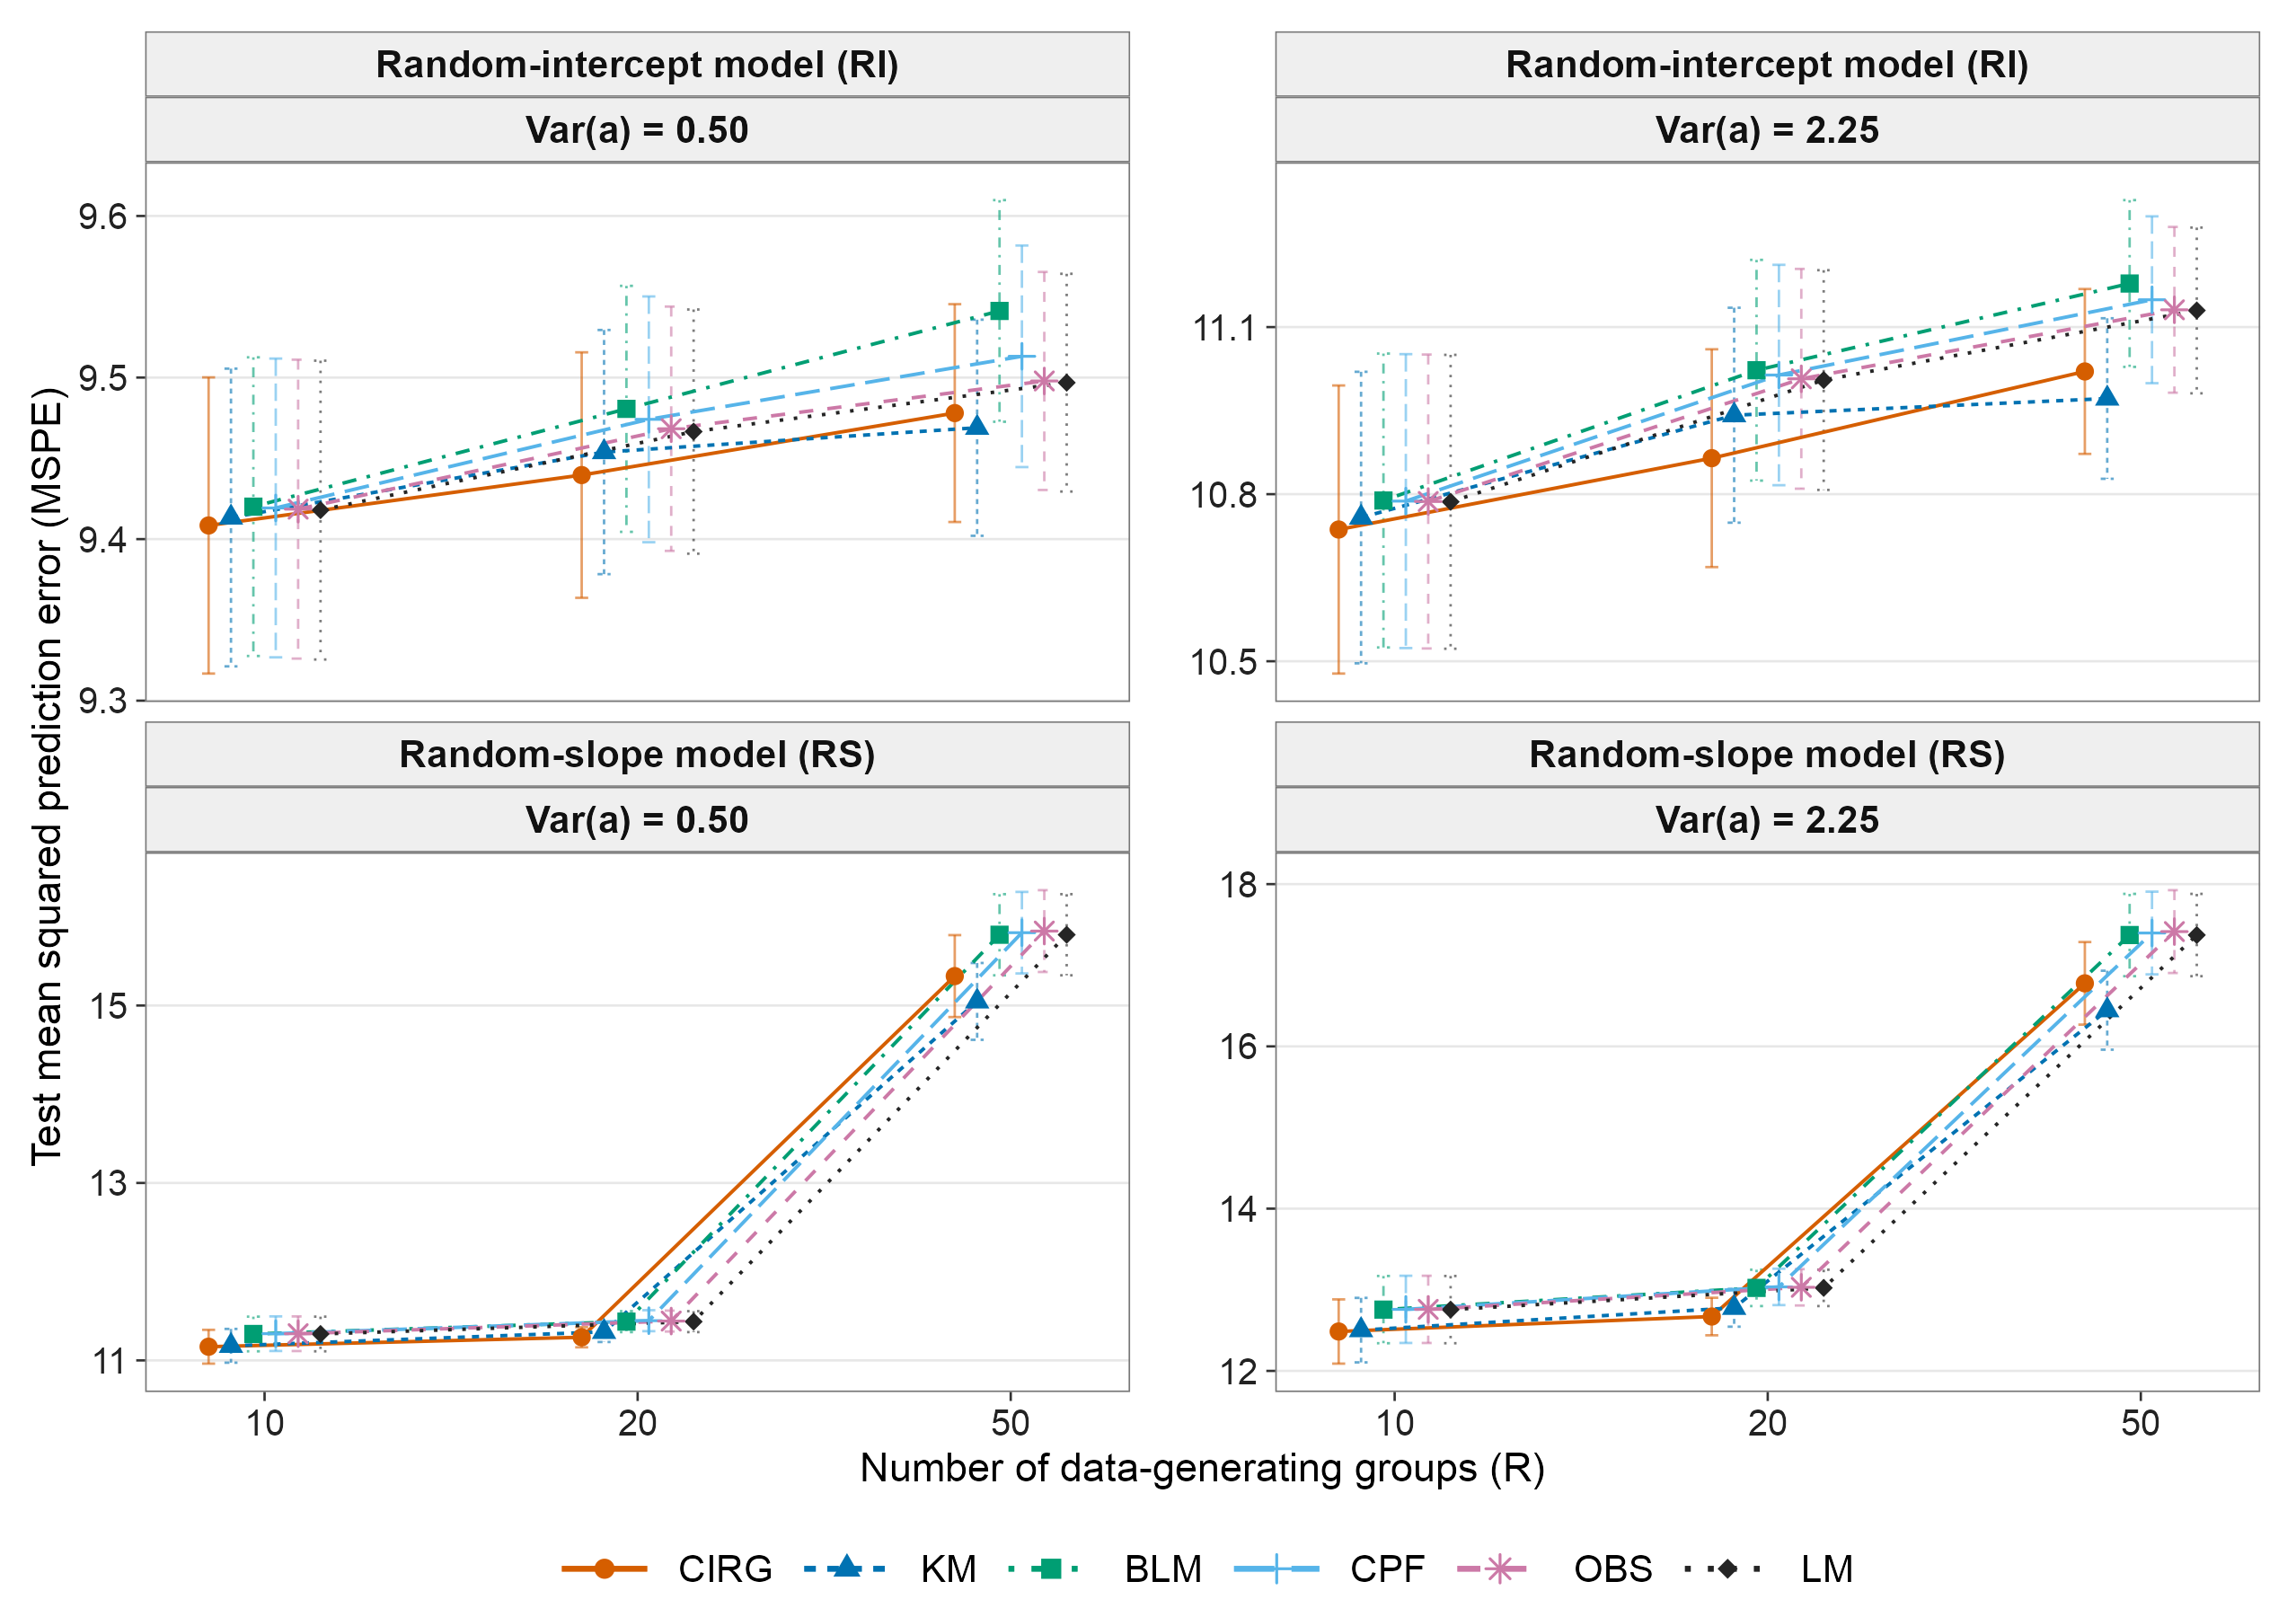 Random-intercept model (RI)
Var(a) = 0.50
Random-intercept model (RI)
Var(a) = 2.25
9.6
9.5
9.4
9.3
11.1
10.8
10.5
Random-slope model (RS)
Var(a) = 0.50
Random-slope model (RS)
Var(a) = 2.25
15
13
11
18
16
14
12
10
20
50
10
20
50
Test mean squared prediction error (MSPE)
Number of data-generating groups (R)
CIRG
KM
BLM
CPF
OBS
LM